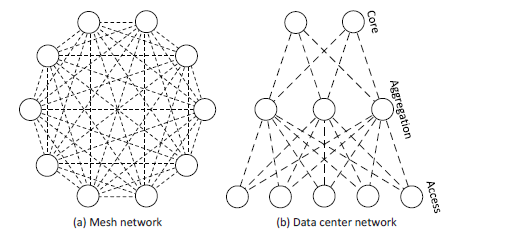 Core
Aggregation
Access
(a) Mesh network
(b) Data center network